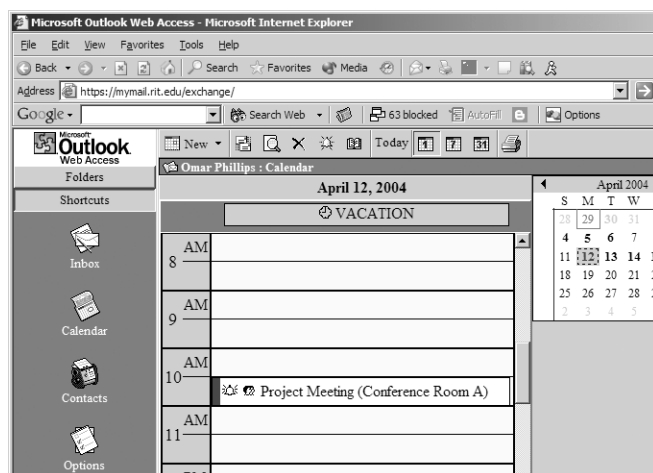 Microsoft Outlook Web Access - Microsoft Internet Explorer
File Edit View Favorites Tools Help
Back Search Favorites Media
Address https://mymail.rit.edu/exchange/
Google Search Web 63 blocked AutoFill Options
Microsoft
Outlook
Web Access
New Today 1 7 31
Omar Phillips : Calendar
Folders
Shortcuts
Inbox
Calendar
Contacts
Options
April 12, 2004
VACATION
8 AM
9 AM
10 AM
Project Meeting (Conference Room A)
11 AM
April 2004
S M T W
28 29 30 31
4 5 6 7
11 12 13 14
18 19 20 21
25 26 27 28
2 3 4 5